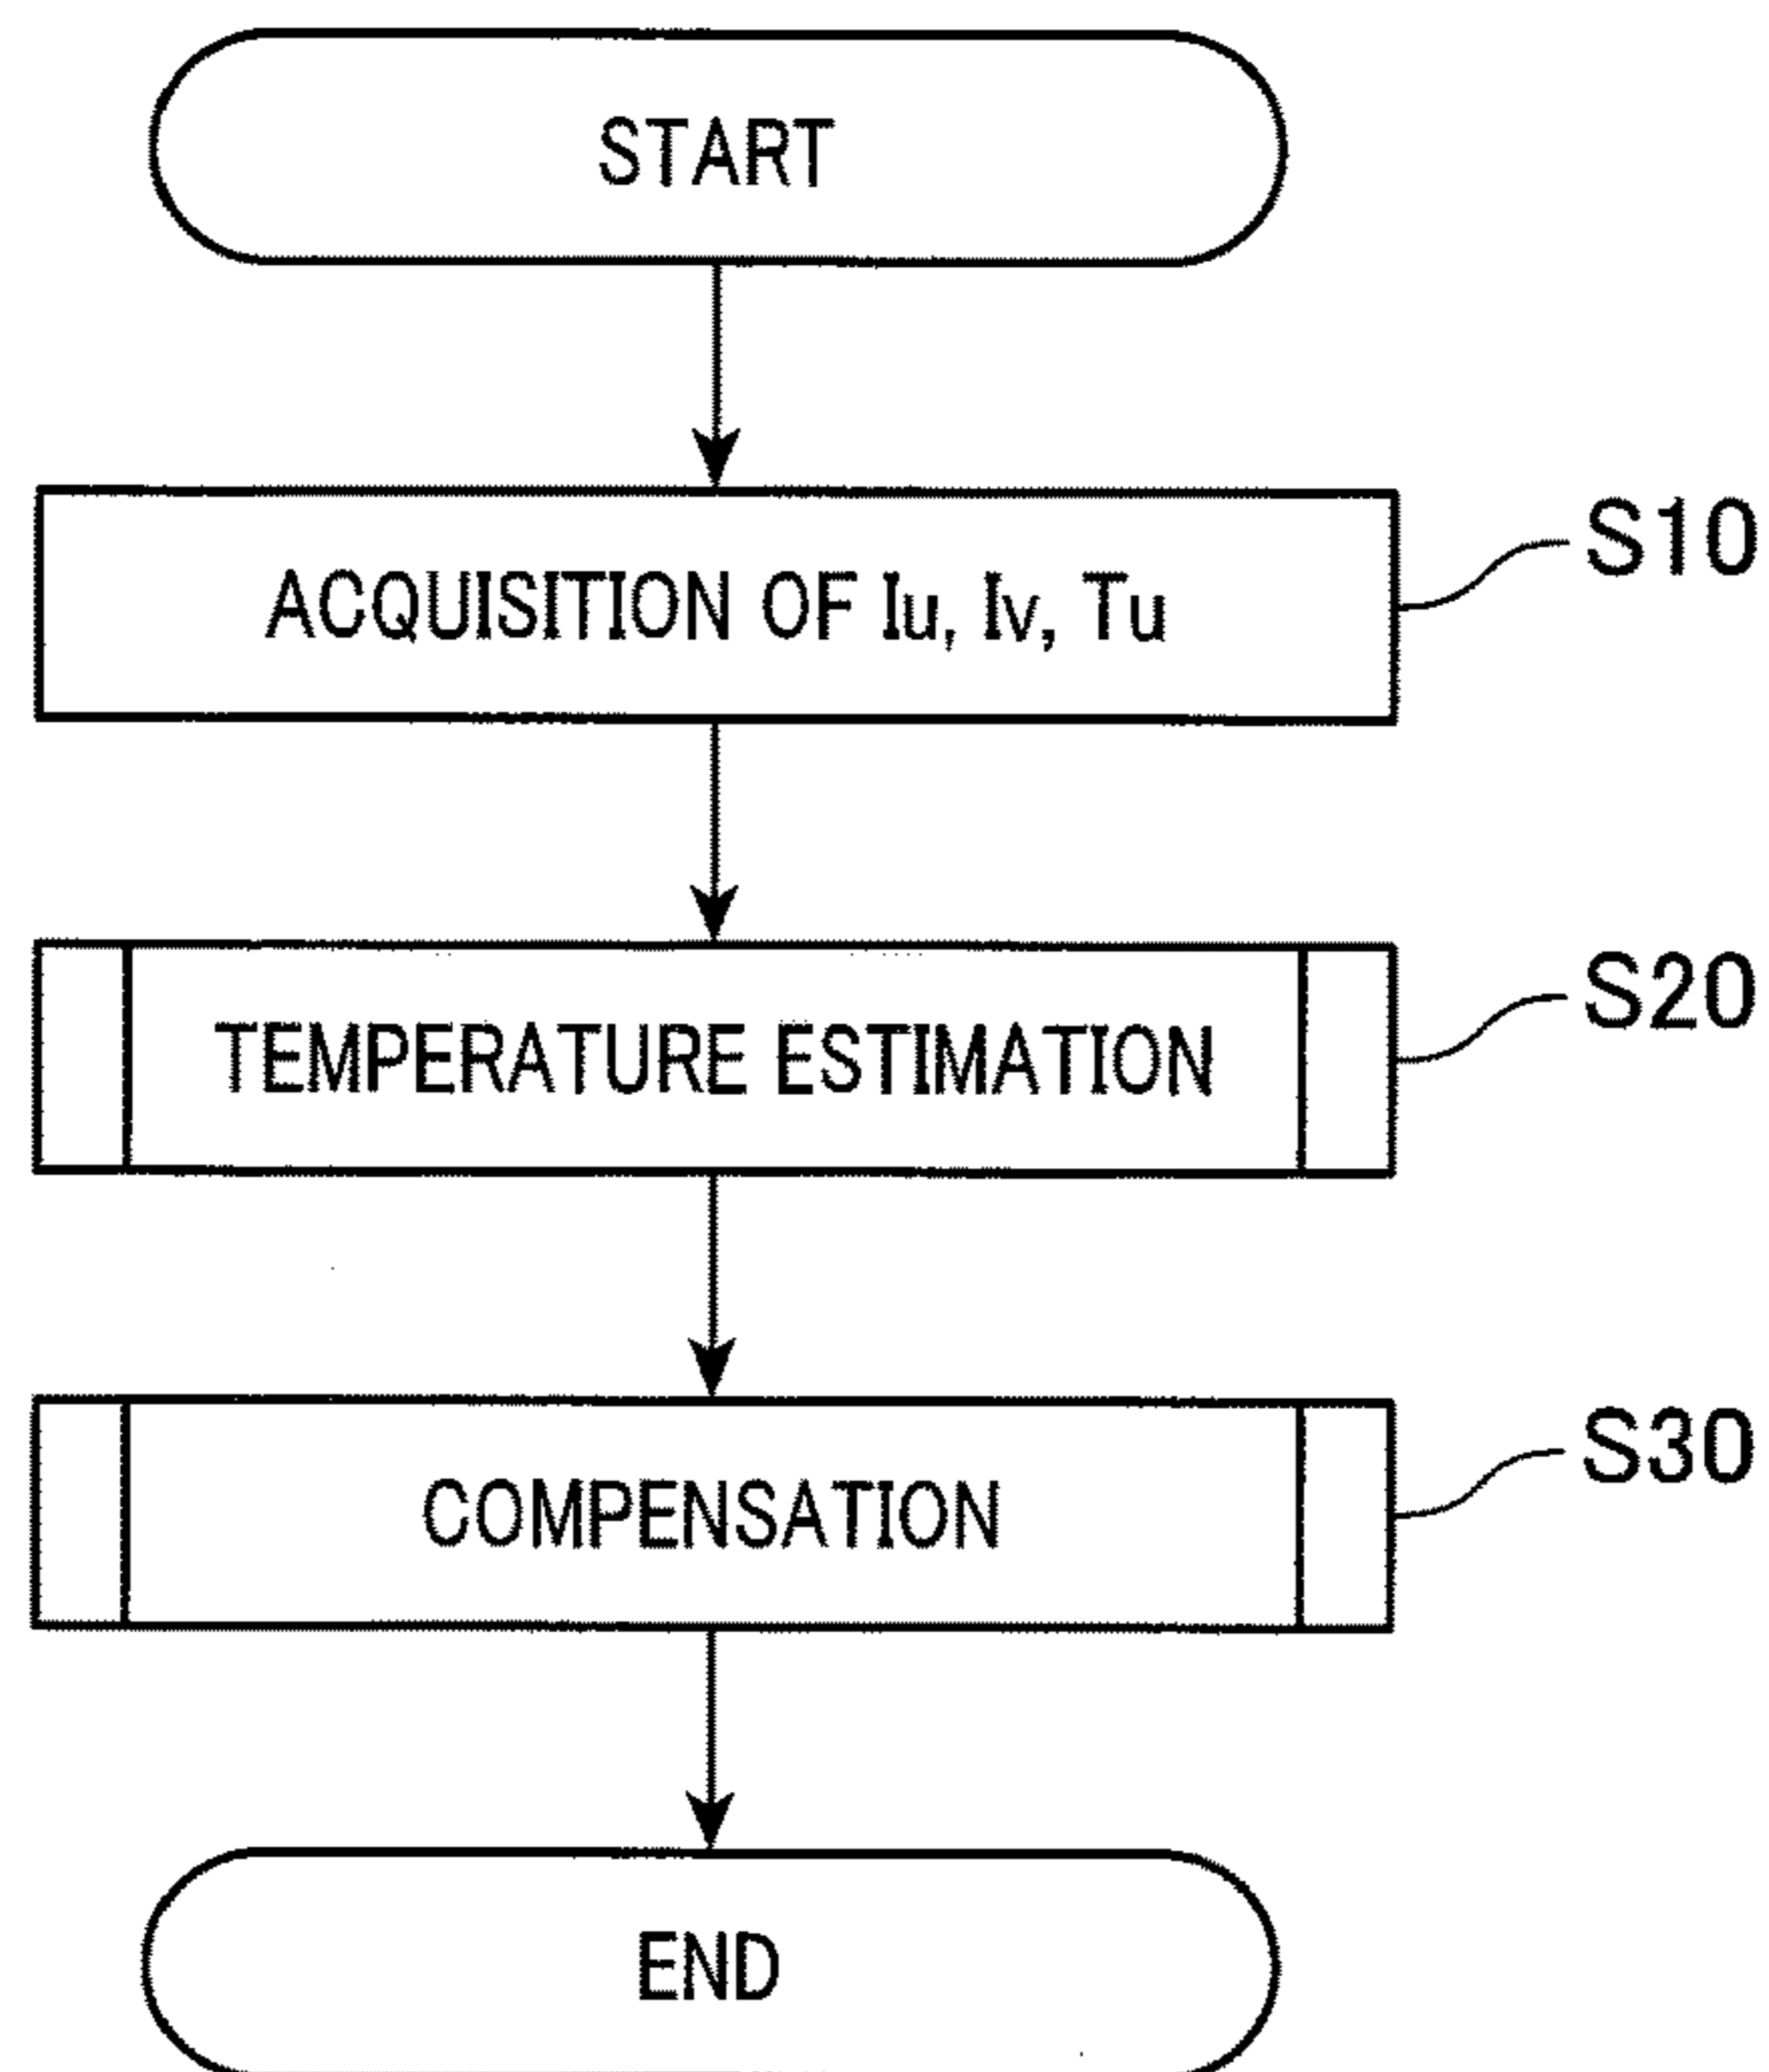 START
ACQUISITION OF Iu, Iv, Tu
S10
TEMPERATURE ESTIMATION
S20
COMPENSATION
S30
END